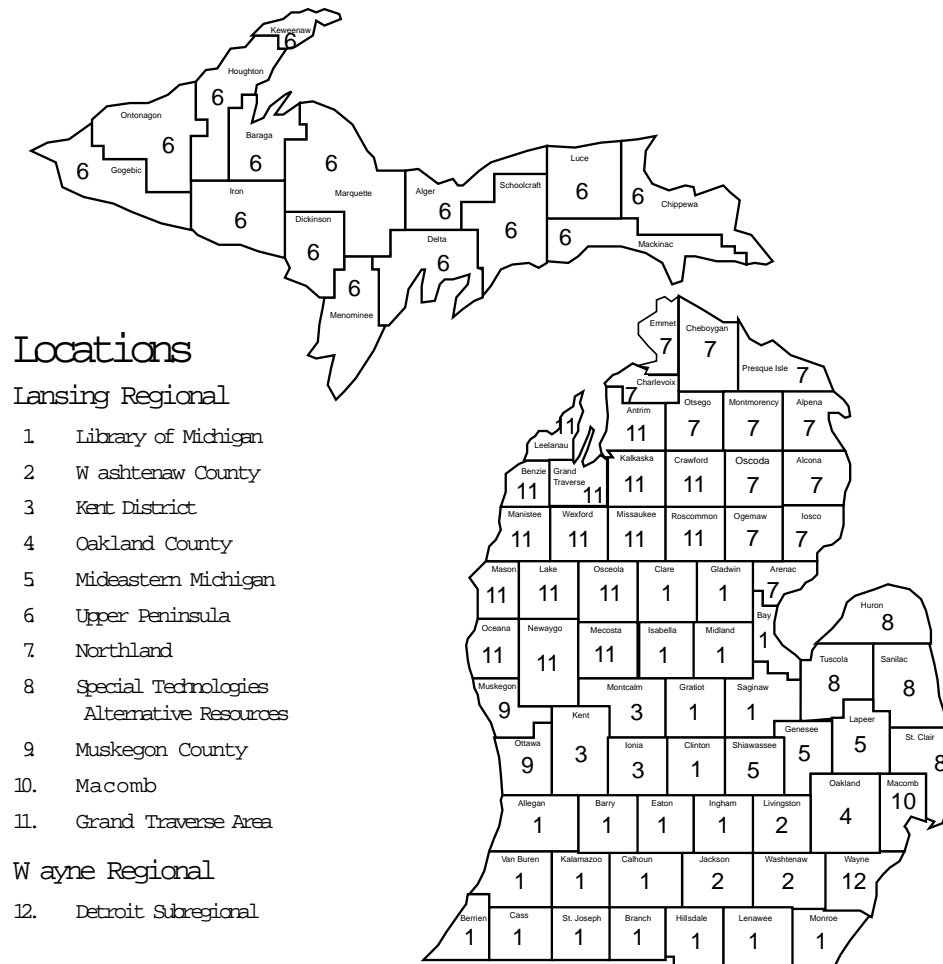 Keweenaw
6
Houghton
6
Ontonagon
6
Baraga
6
6
Gogebic
6
Marquette
Iron
6
Dickinson
6
Menominee
6
Alger
6
Delta
6
Schoolcraft
6
Luce
6
6
Chippewa
6
Mackinac
Locations
Lansing Regional
1. Library of Michigan
2 W ashtenaw County
3. Kent District
4. Oakland County
5. Mideastern Michigan
6. Upper Peninsula
7. Northland
8. Special Technologies
Alternative Resources
9. Muskegon County
10. Macomb
11. Grand Traverse Area
W ayne Regional
12. Detroit Subregional
Emmet
7
Cheboygan
7
Presque Isle 7
Charlevoix
7
Antrim
11
Otsego
7
Montmorency
7
Alpena
7
11
Leelanau
Benzie
11
Grand
Traverse
11
Kalkaska
11
Crawford
11
Oscoda
7
Alcona
7
Manistee
11
Wexford
11
Missaukee
11
Roscommon
11
Ogemaw
7
Iosco
7
Mason
11
Lake
11
Osceola
11
Clare
1
Gladwin
1
Arenac
7
Bay
1
Huron
8
Oceana
11
Newaygo
11
Mecosta
11
Isabella
1
Midland
1
Tuscola
8
Sanilac
8
Muskegon
9
Montcalm
3
Gratiot
1
Saginaw
1
Kent
3
Ottawa
9
Ionia
3
Clinton
1
Shiawassee
5
Genesee
5
Lapeer
5
St. Clair
8
Allegan
1
Barry
1
Eaton
1
Ingham
1
Livingston
2
Oakland
4
Macomb
10
Van Buren
1
Kalamazoo
1
Calhoun
1
Jackson
2
Washtenaw
2
Wayne
12
Berrien
1
Cass
1
St. Joseph
1
Branch
1
Hillsdale
1
Lenawee
1
Monroe
1